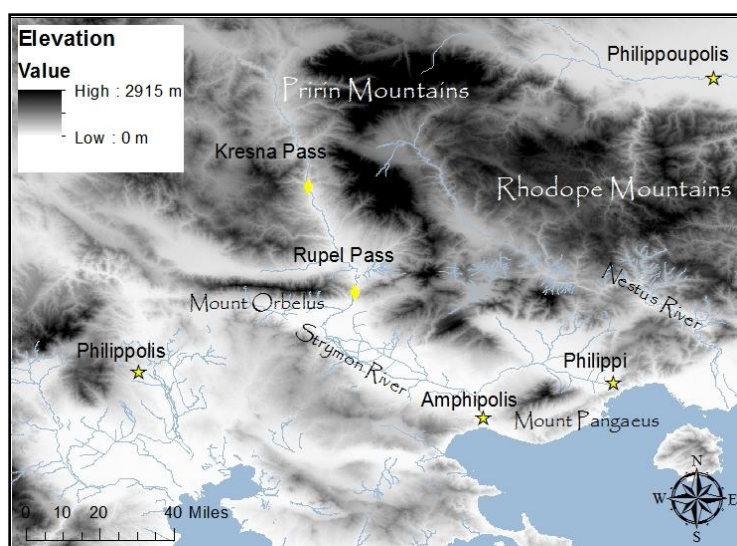 Elevation
Value
High : 2915 m
Low : 0 m
Philippoupolis
Pririn Mountains
Kresna Pass
Rhodope Mountains
Rupel Pass
Nestus River
Mount Orbelus
Strymon River
Philippolis
Philippi
Amphipolis
Mount Pangaeus
N
W E
S
0 10 20 40 Miles